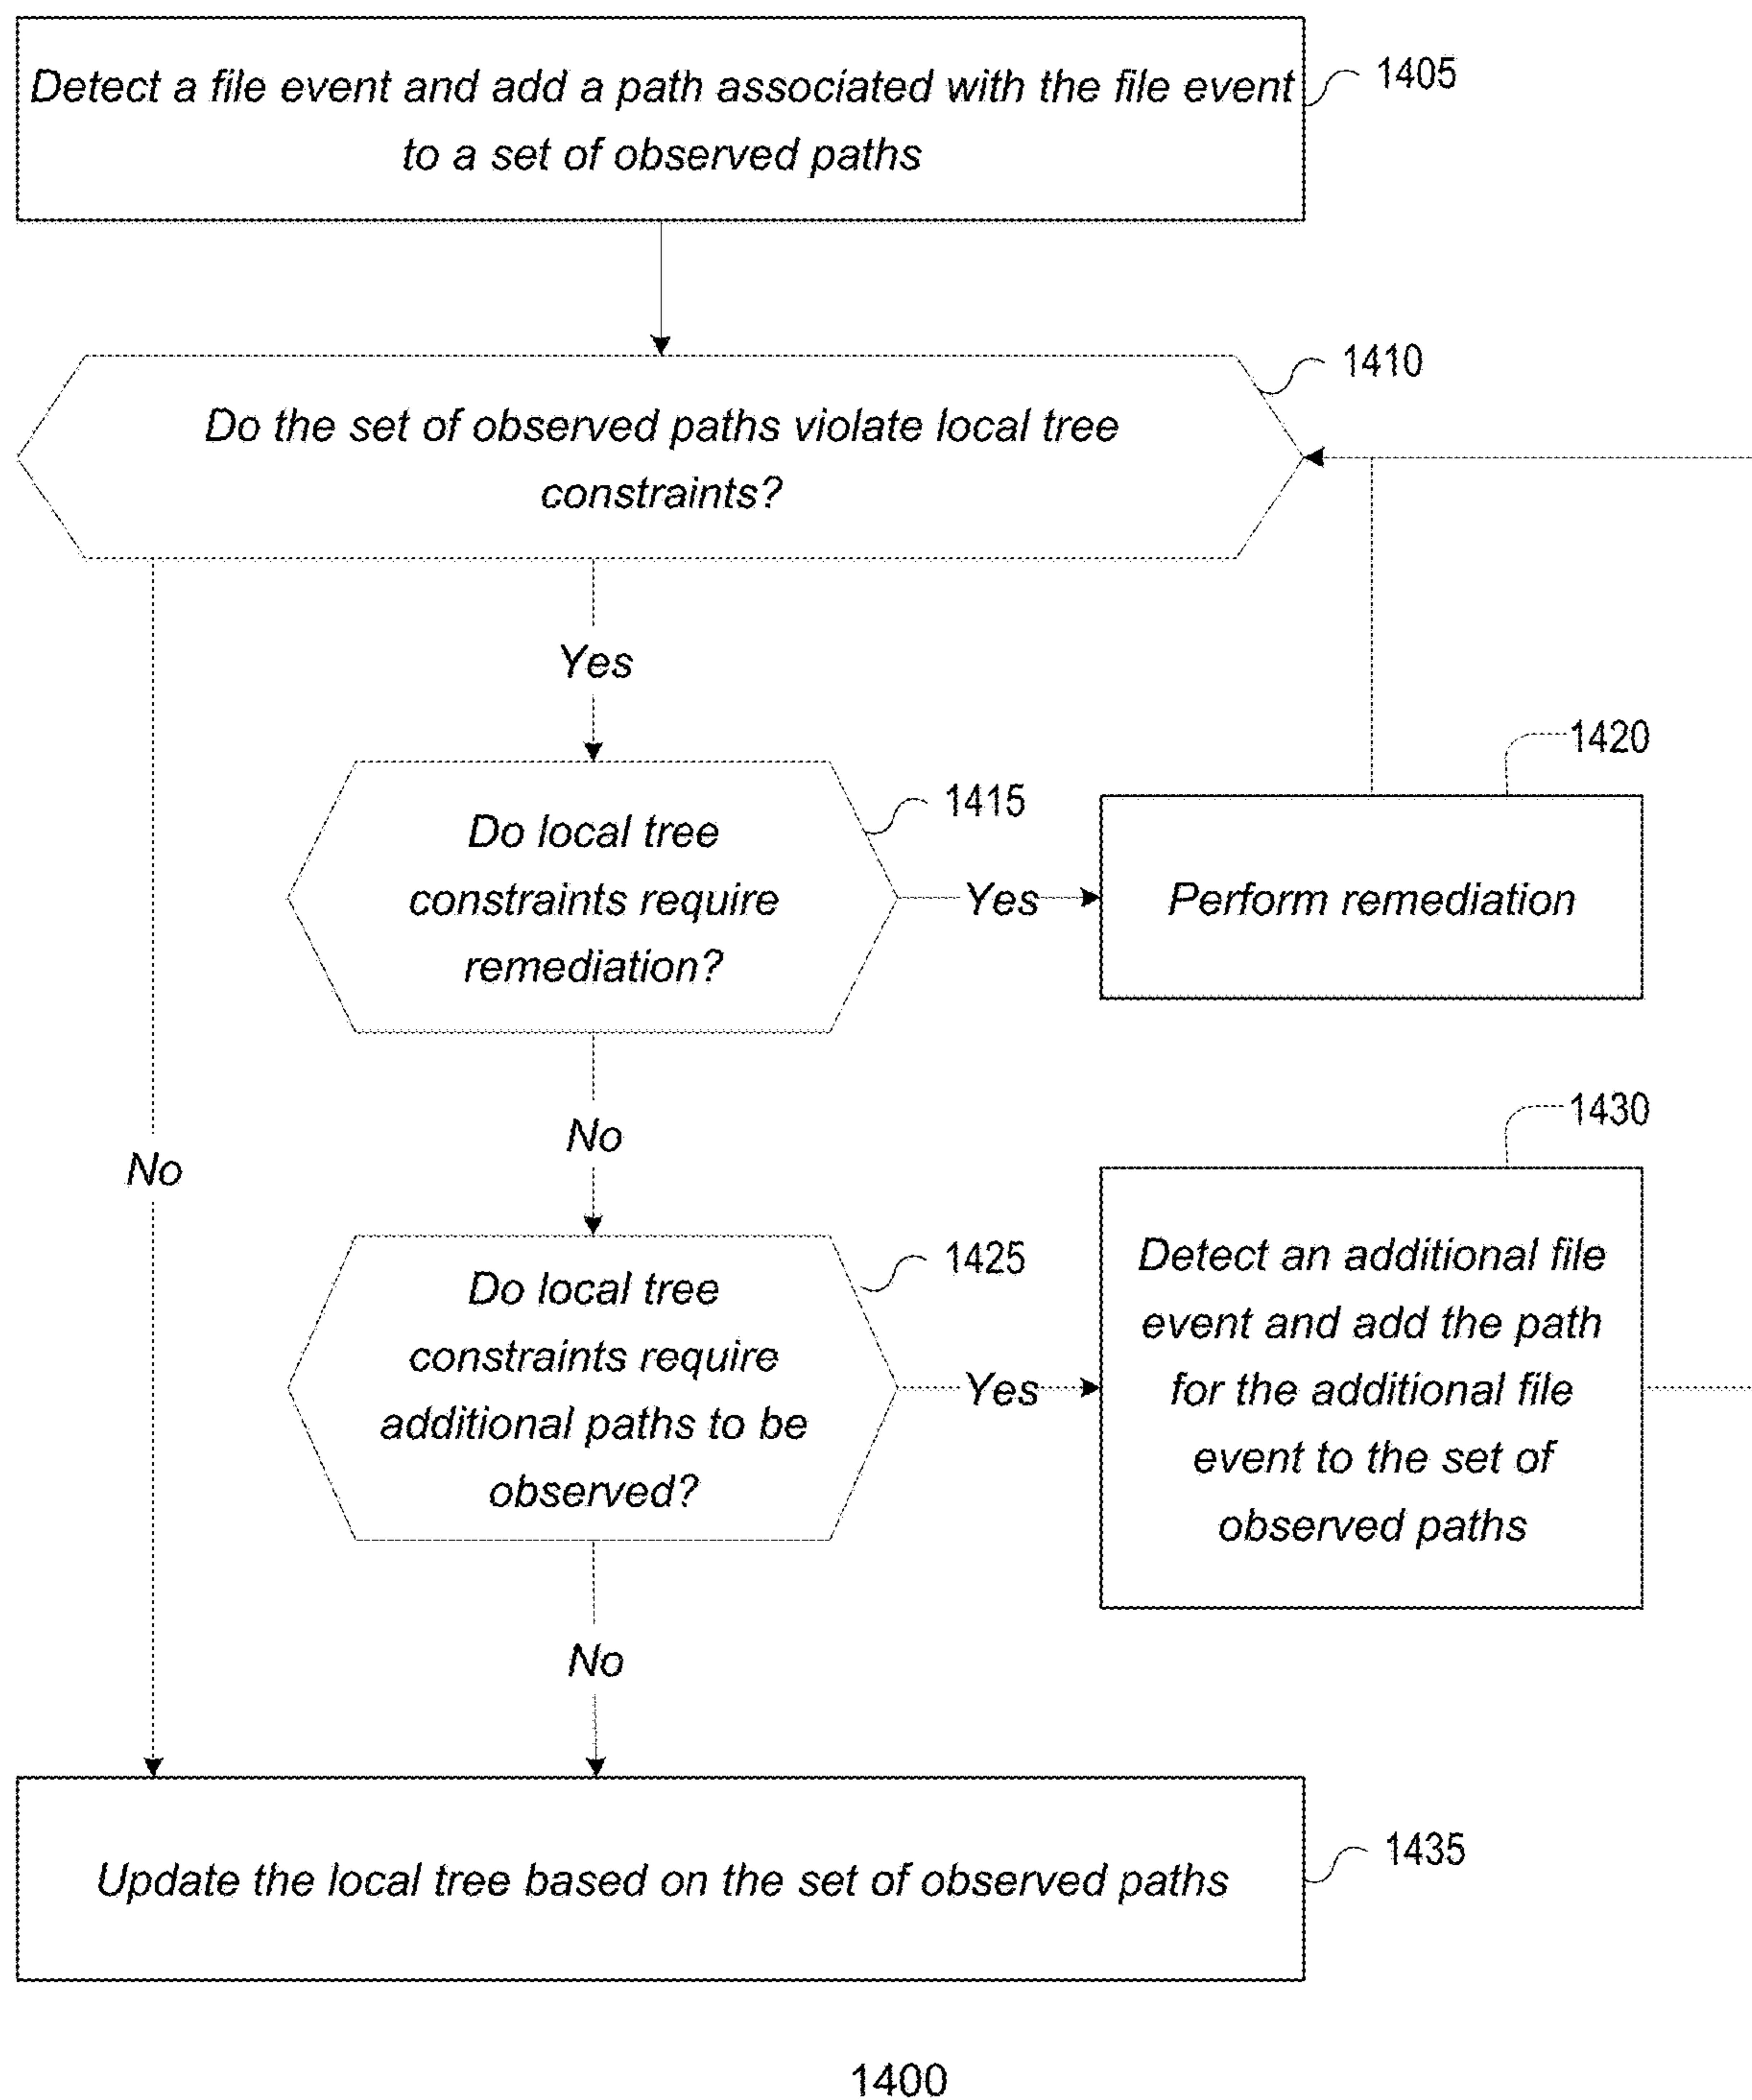 Detect a file event and add a path associated with the file event
to a set of observed paths
1405
Do the set of observed paths violate local tree
constraints?
1410
Yes
Do local tree
constraints require
remediation?
1415
Yes
Perform remediation
1420
No
No
Do local tree
constraints require
additional paths to be
observed?
1425
Yes
Detect an additional file
event and add the path
for the additional file
event to the set of
observed paths
1430
No
Update the local tree based on the set of observed paths
1435
1400